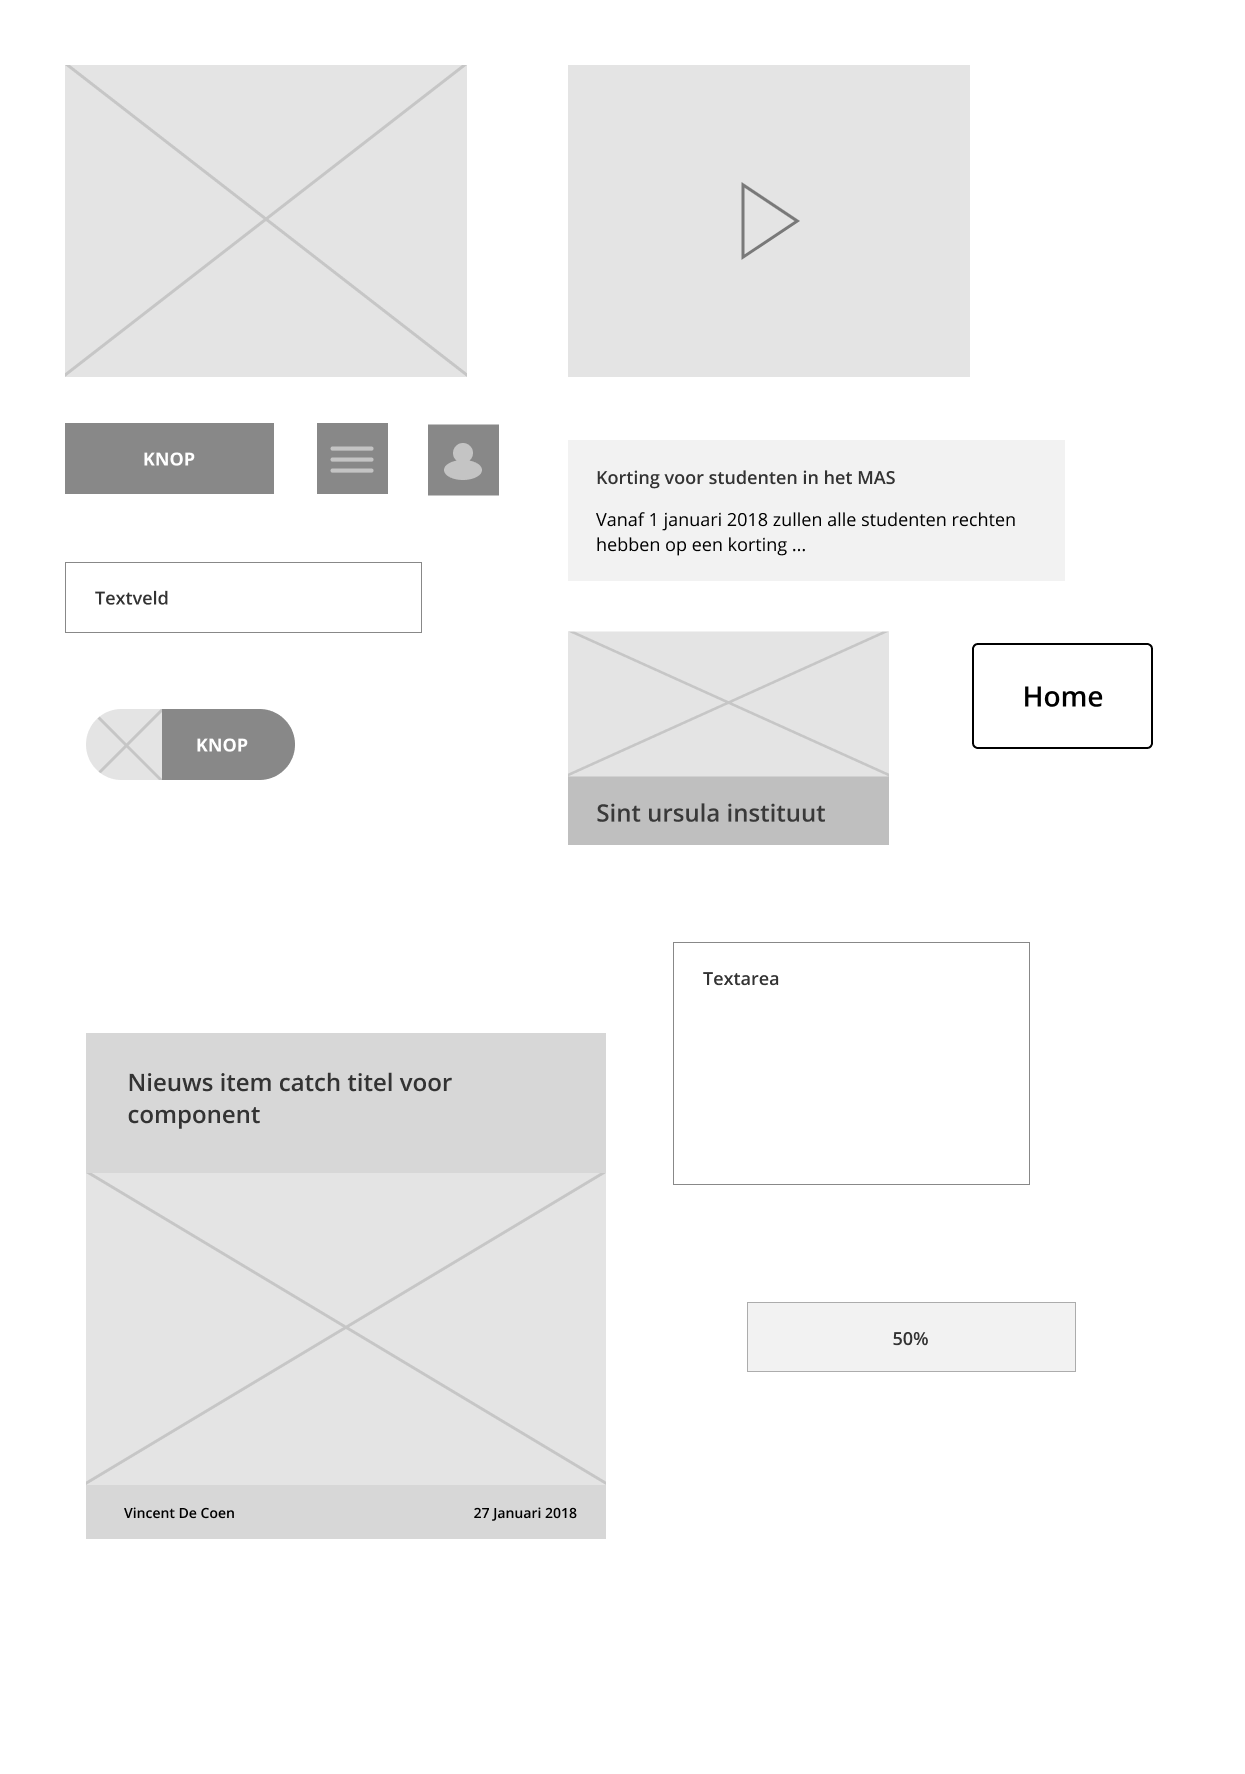 KNOP
Korting voor studenten in het MAS
Vanaf 1 januari 2018 zullen alle studenten rechten
hebben op een korting ...
Textveld
Home
KNOP
Sint ursula instituut
Textarea
Nieuws item catch titel voor
component
50%
Vincent De Coen
27 Januari 2018